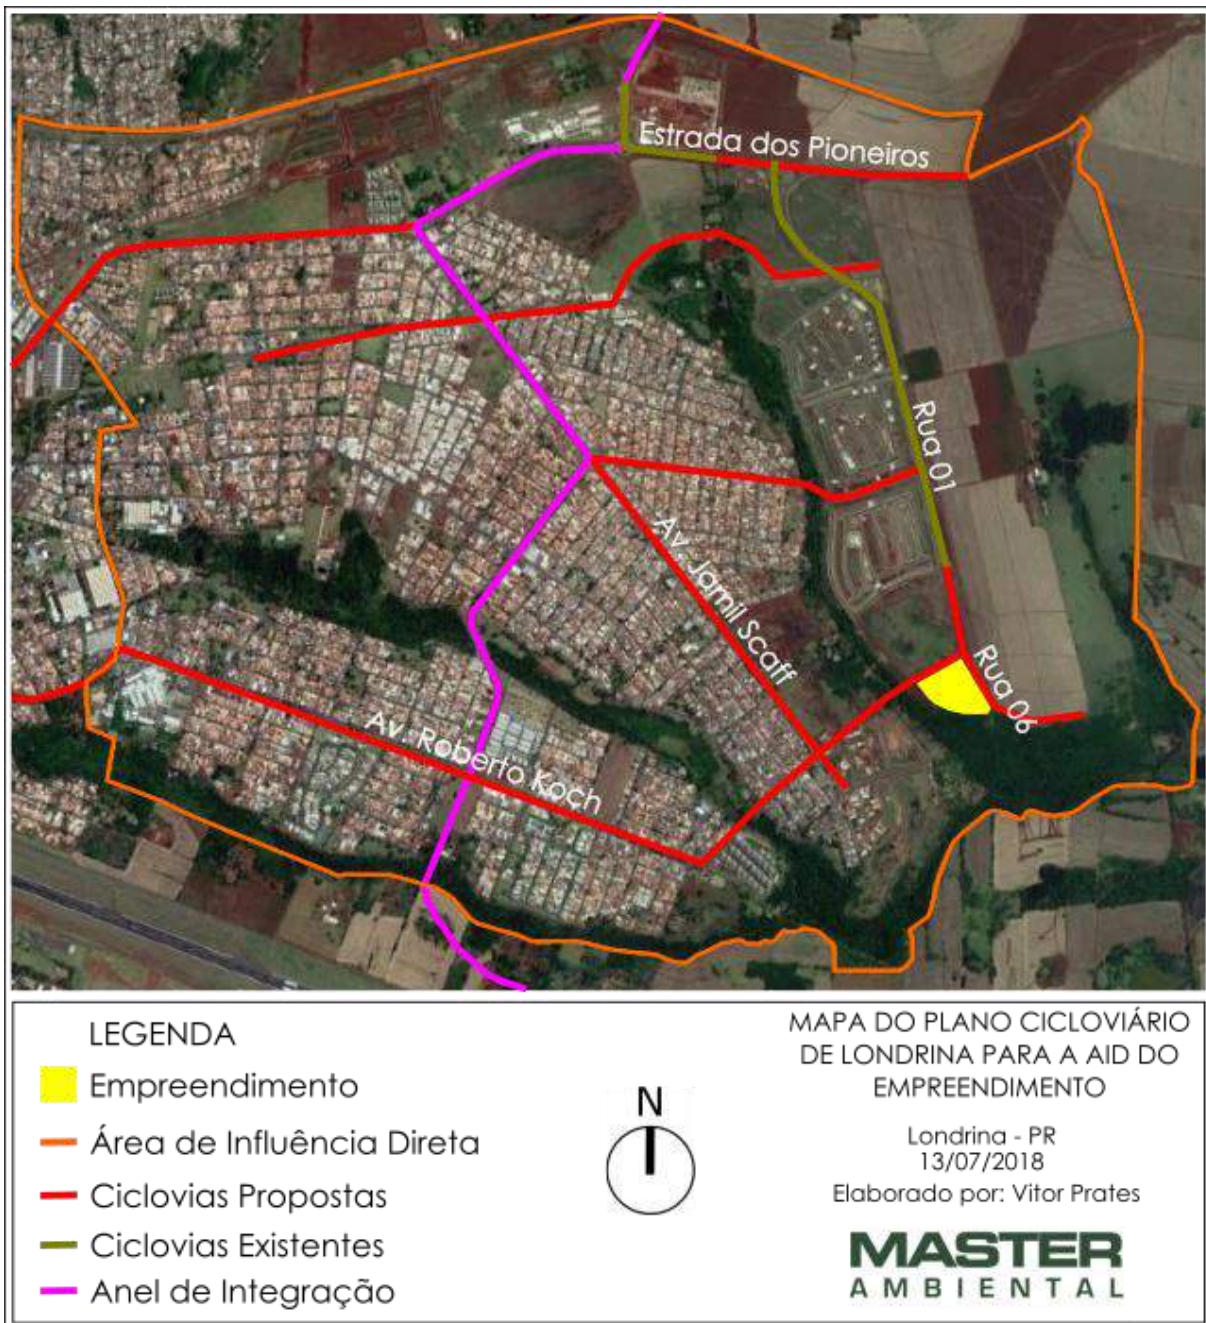 Estrada dos Pioneiros
Rua 01
Av. Jamil Scaff
Rua 06
Av. Roberto Koch
LEGENDA
Empreendimento
Área de Influência Direta
Ciclovias Propostas
Ciclovias Existentes
Anel de Integração
N
MAPA DO PLANO CICLOVIÁRIO
DE LONDRINA PARA A AID DO
EMPREENDIMENTO
Londrina - PR
13/07/2018
Elaborado por: Vitor Prates
MASTER
AMBIENTAL